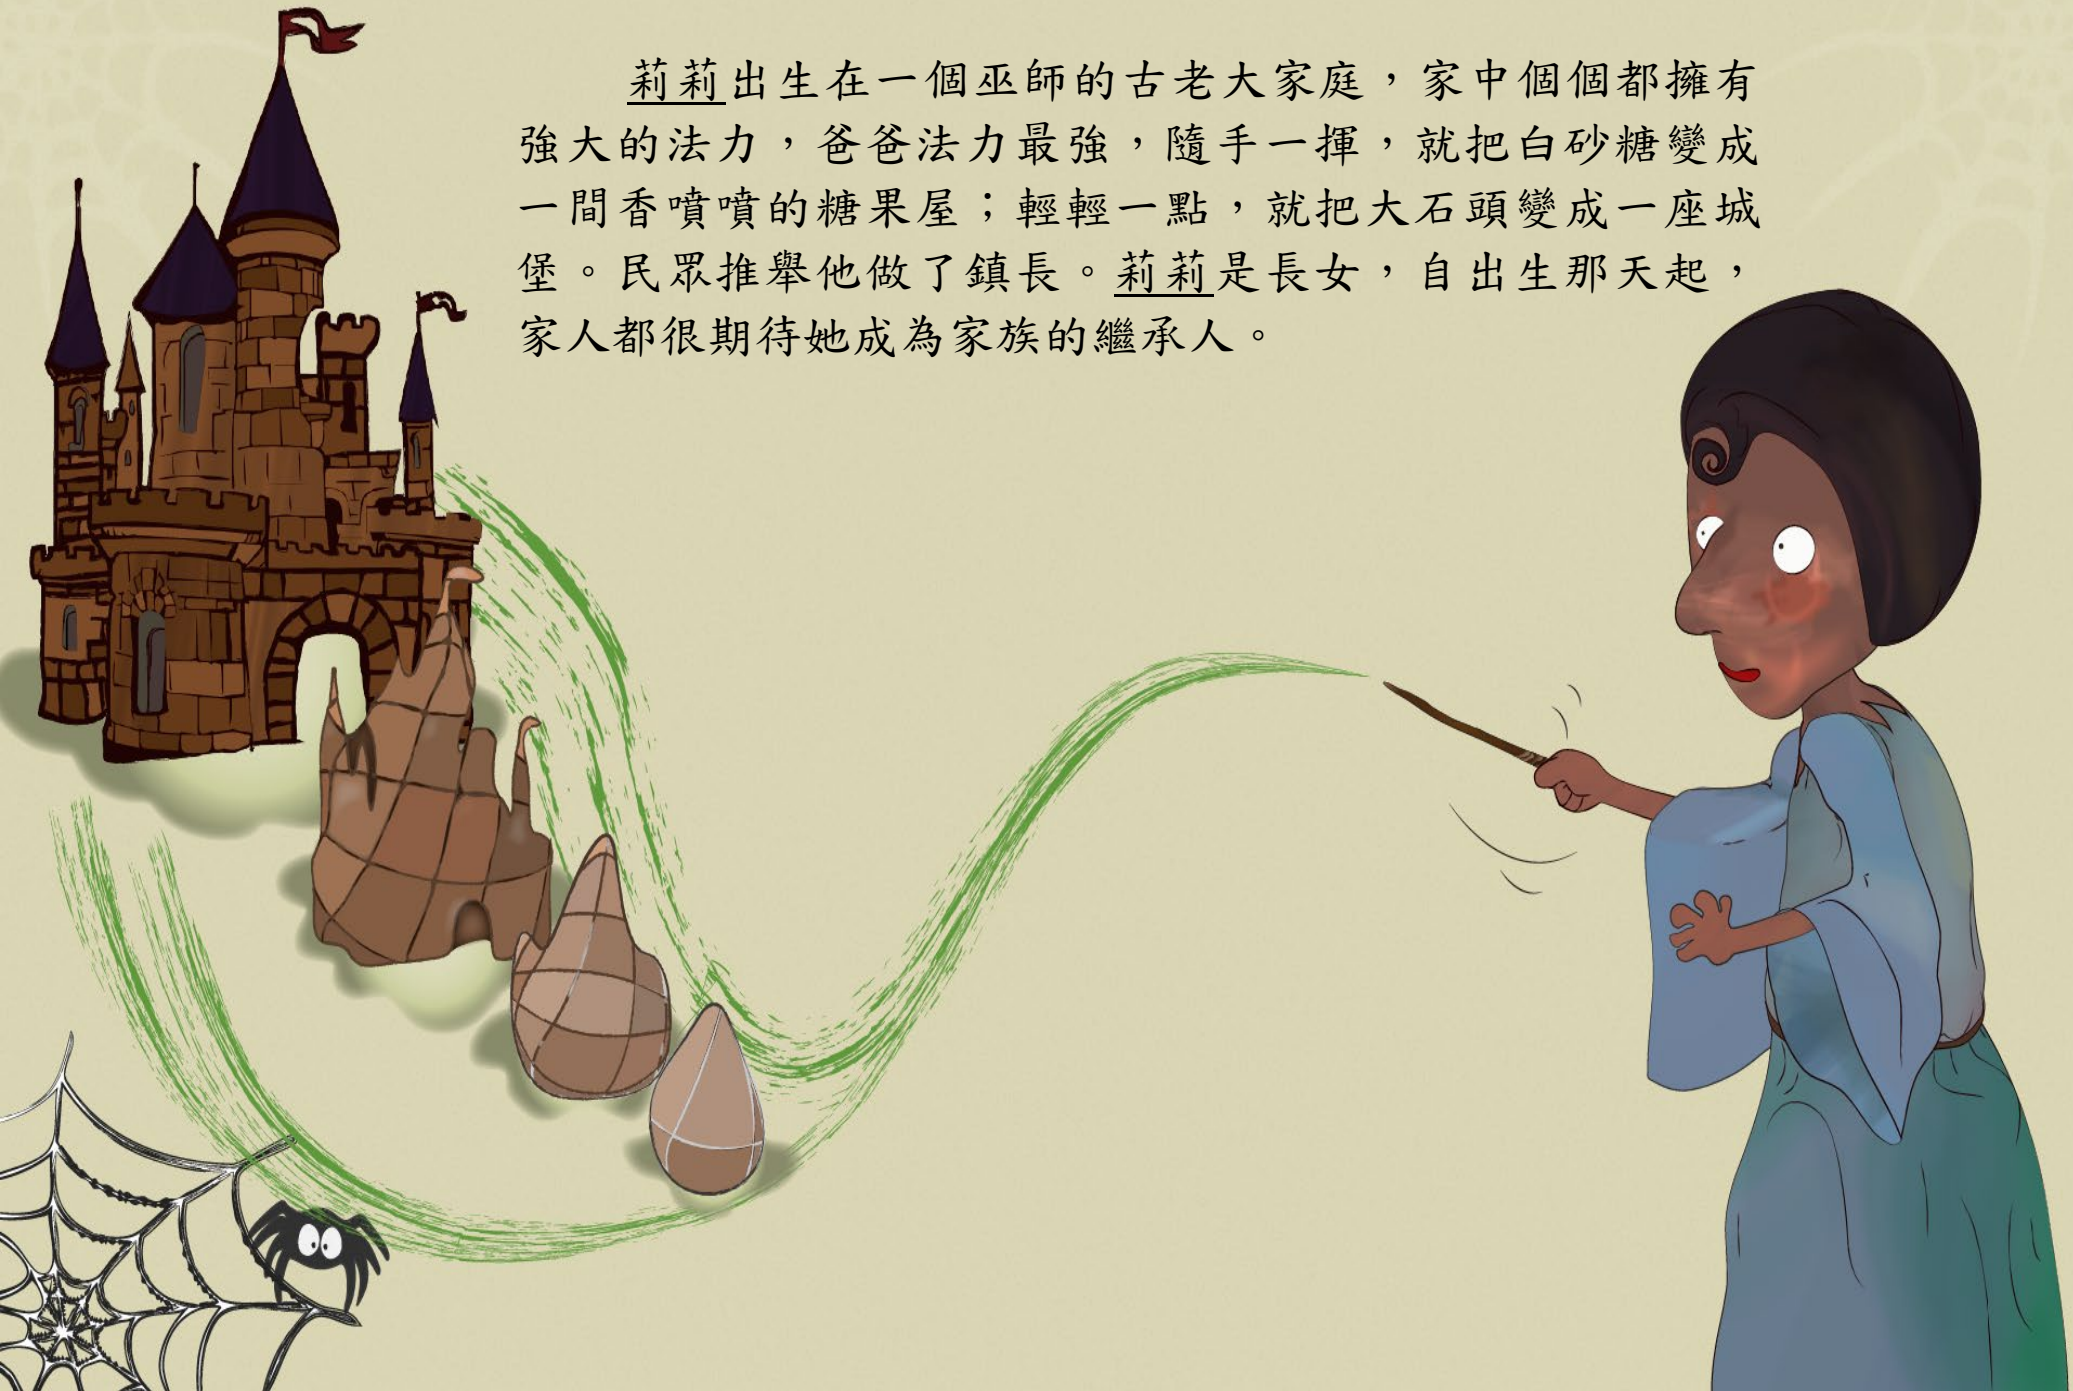 莉莉出生在一個巫師的古老大家庭，家中個個都擁有
強大的法力，爸爸法力最強，隨手一揮，就把白砂糖變成
一間香噴噴的糖果屋；輕輕一點，就把大石頭變成一座城
堡。民眾推舉他做了鎮長。莉莉是長女，自出生那天起，
家人都很期待她成為家族的繼承人。